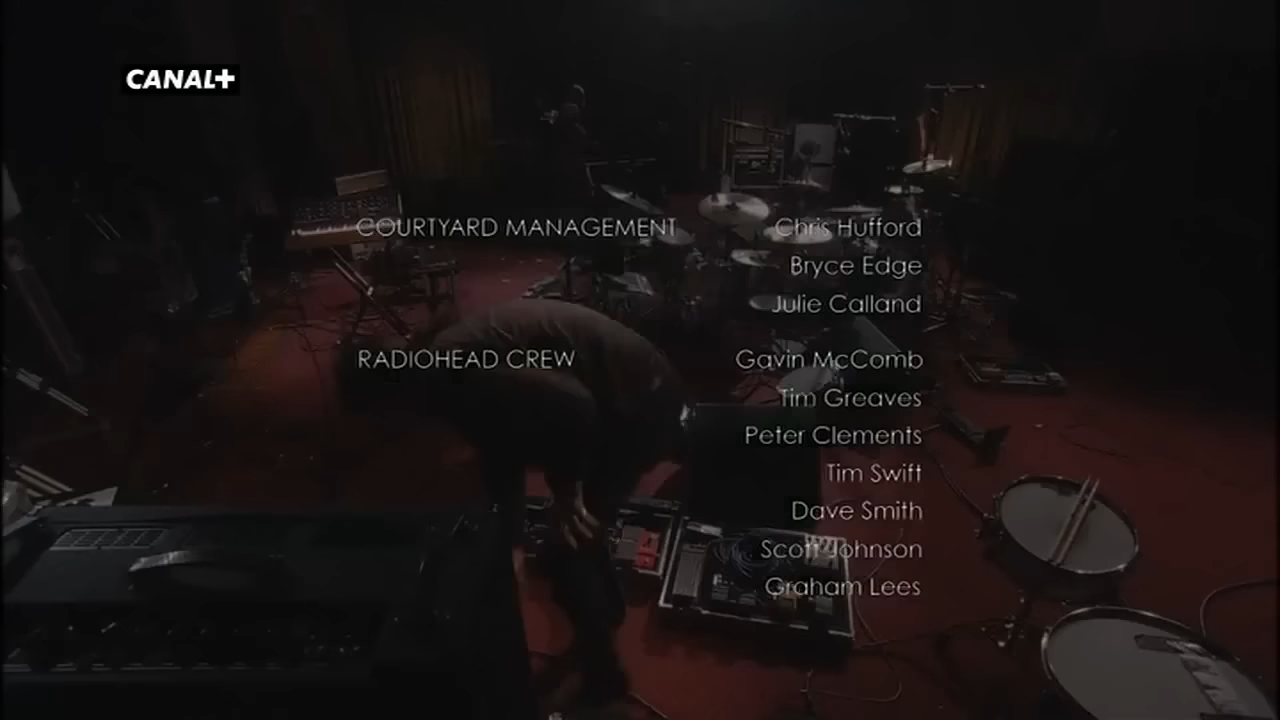 CANAL+
COURTYARD MANAGEMENT Chris Hufford
Bryce Edge
Julie Calland
RADIOHEAD CREW Gavin McComb
Tim Greaves
Peter Clements
Tim Swift
Dave Smith
Scott Johnson
Graham Lees